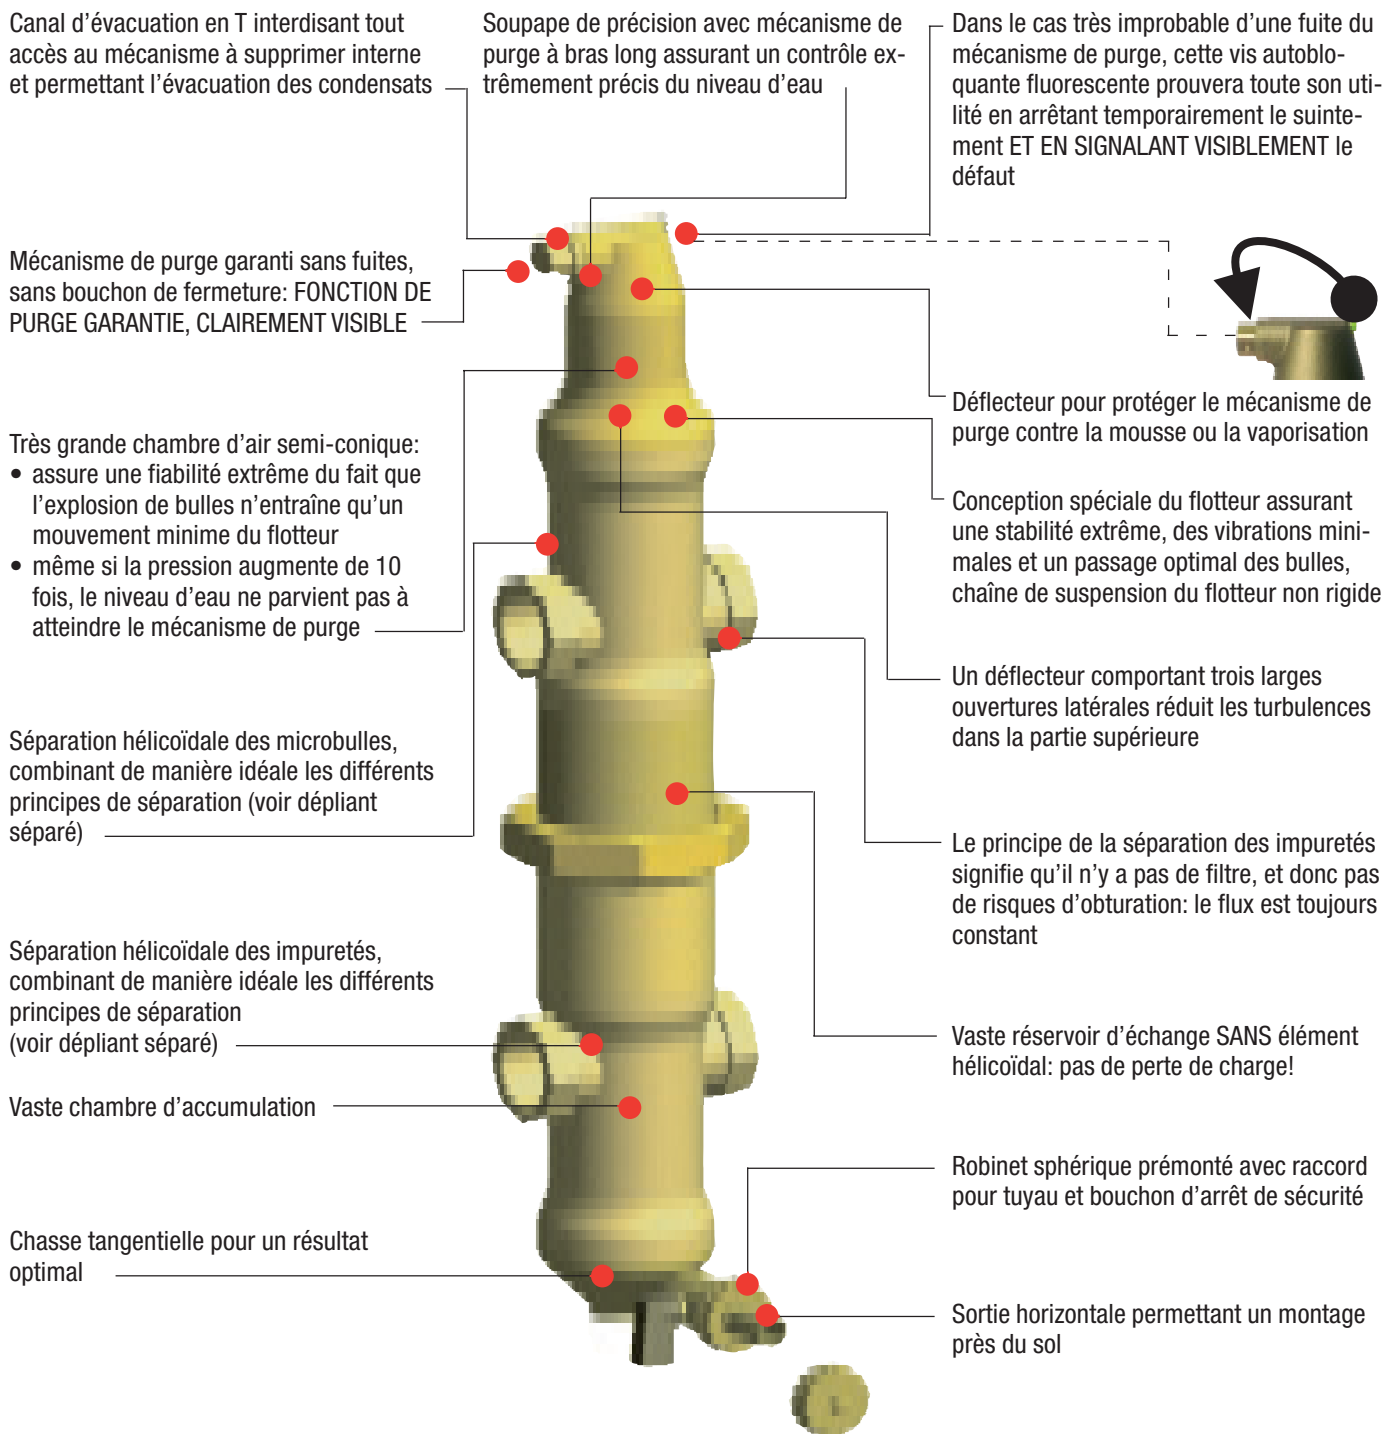 Canal d’évacuation en T interdisant tout
accès au mécanisme à supprimer interne
et permettant l’évacuation des condensats
Soupape de précision avec mécanisme de
purge à bras long assurant un contrôle ex-
trêmement précis du niveau d’eau
Dans le cas très improbable d’une fuite du
mécanisme de purge, cette vis autoblo-
quante fluorescente prouvera toute son uti-
lité en arrêtant temporairement le suinte-
ment ET EN SIGNALANT VISIBLEMENT le
défaut
Mécanisme de purge garanti sans fuites,
sans bouchon de fermeture: FONCTION DE
PURGE GARANTIE, CLAIREMENT VISIBLE
Déflecteur pour protéger le mécanisme de
purge contre la mousse ou la vaporisation
Très grande chambre d’air semi-conique:
• assure une fiabilité extrême du fait que
l’explosion de bulles n’entraîne qu’un
mouvement minime du flotteur
• même si la pression augmente de 10
fois, le niveau d’eau ne parvient pas à
atteindre le mécanisme de purge
Conception spéciale du flotteur assurant
une stabilité extrême, des vibrations mini-
males et un passage optimal des bulles,
chaîne de suspension du flotteur non rigide
Un déflecteur comportant trois larges
ouvertures latérales réduit les turbulences
dans la partie supérieure
Séparation hélicoïdale des microbulles,
combinant de manière idéale les différents
principes de séparation (voir dépliant
séparé)
Le principe de la séparation des impuretés
signifie qu’il n’y a pas de filtre, et donc pas
de risques d’obturation: le flux est toujours
constant
Séparation hélicoïdale des impuretés,
combinant de manière idéale les différents
principes de séparation
(voir dépliant séparé)
Vaste réservoir d’échange SANS élément
hélicoïdal: pas de perte de charge!
Vaste chambre d’accumulation
Robinet sphérique prémonté avec raccord
pour tuyau et bouchon d’arrêt de sécurité
Chasse tangentielle pour un résultat
optimal
Sortie horizontale permettant un montage
près du sol